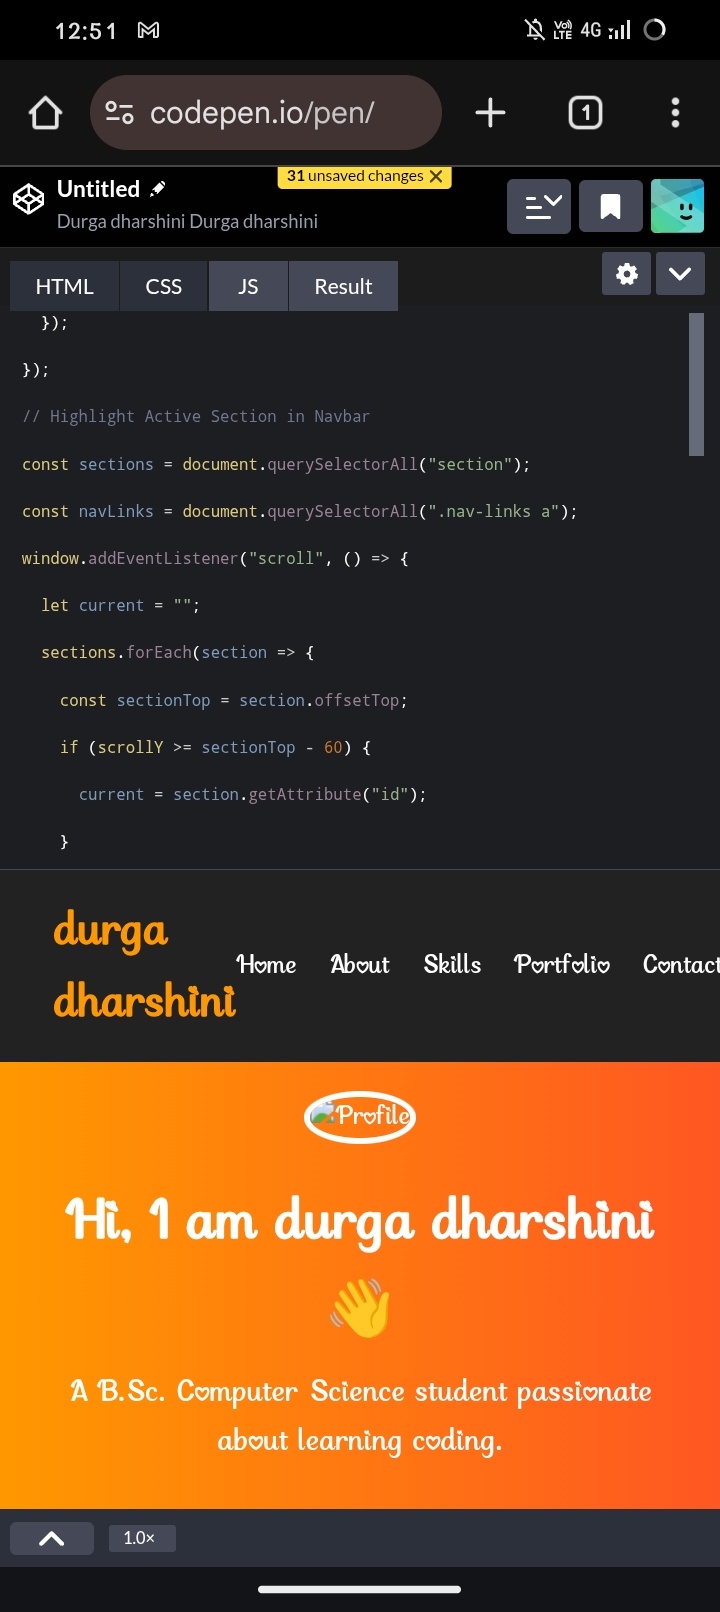 12:51 Vo)) LTE 4G
codepen.io/pen/ 1
31 unsaved changes
Untitled
Durga dharshini Durga dharshini
HTML CSS JS Result
});
});
// Highlight Active Section in Navbar
const sections = document.querySelectorAll("section");
const navLinks = document.querySelectorAll(".nav-links a");
window.addEventListener("scroll", () => {
let current = "";
sections.forEach(section => {
const sectionTop = section.offsetTop;
if (scrollY >= sectionTop - 60) {
current = section.getAttribute("id");
}
durga
dharshini
Home About Skills Portfolio Contact
Profile
Hi, I am durga dharshini
👋
A B.Sc. Computer Science student passionate
about learning coding.
1.0×